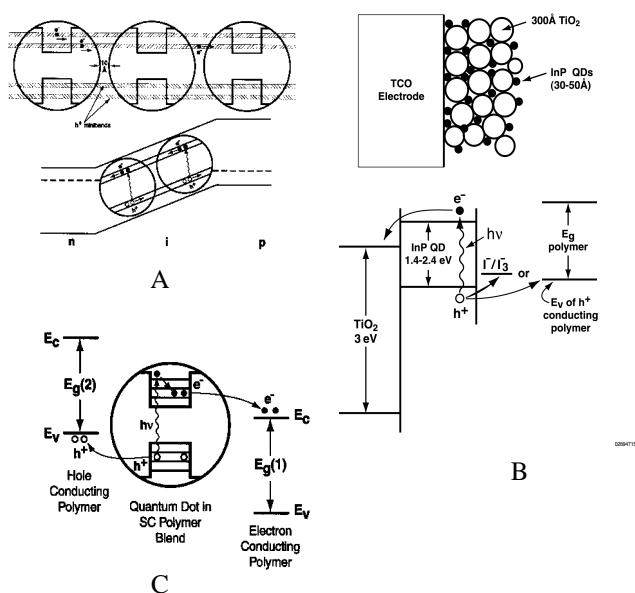 e⁻
e⁻
e⁻
10
Å
h⁺ minibands
e⁻
e⁻
h⁺
h⁺
n
i
p
A
TCO
Electrode
300Å TiO₂
InP QDs
(30-50Å)
e⁻
hν
InP QD
1.4-2.4 eV
I⁻/I₃⁻ or
h⁺
TiO₂
3 eV
Eg
polymer
Eᵥ of h⁺
conducting
polymer
B
Ec
Eg(2)
Ev
h⁺
Hole
Conducting
Polymer
e⁻
hν
h⁺
Quantum Dot in
SC Polymer
Blend
e⁻
Ec
Eg(1)
Ev
Electron
Conducting
Polymer
C